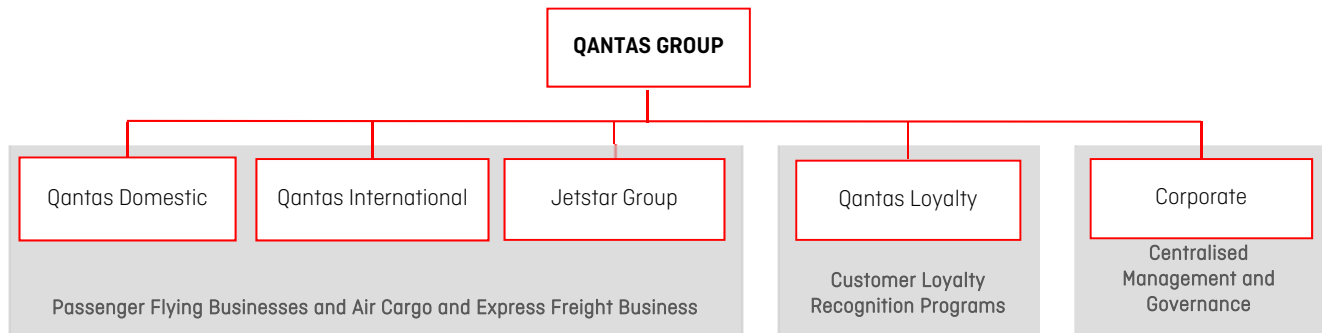 QANTAS GROUP
Qantas Domestic
Qantas International
Jetstar Group
Qantas Loyalty
Corporate
Passenger Flying Businesses and Air Cargo and Express Freight Business
Customer Loyalty
Recognition Programs
Centralised
Management and
Governance